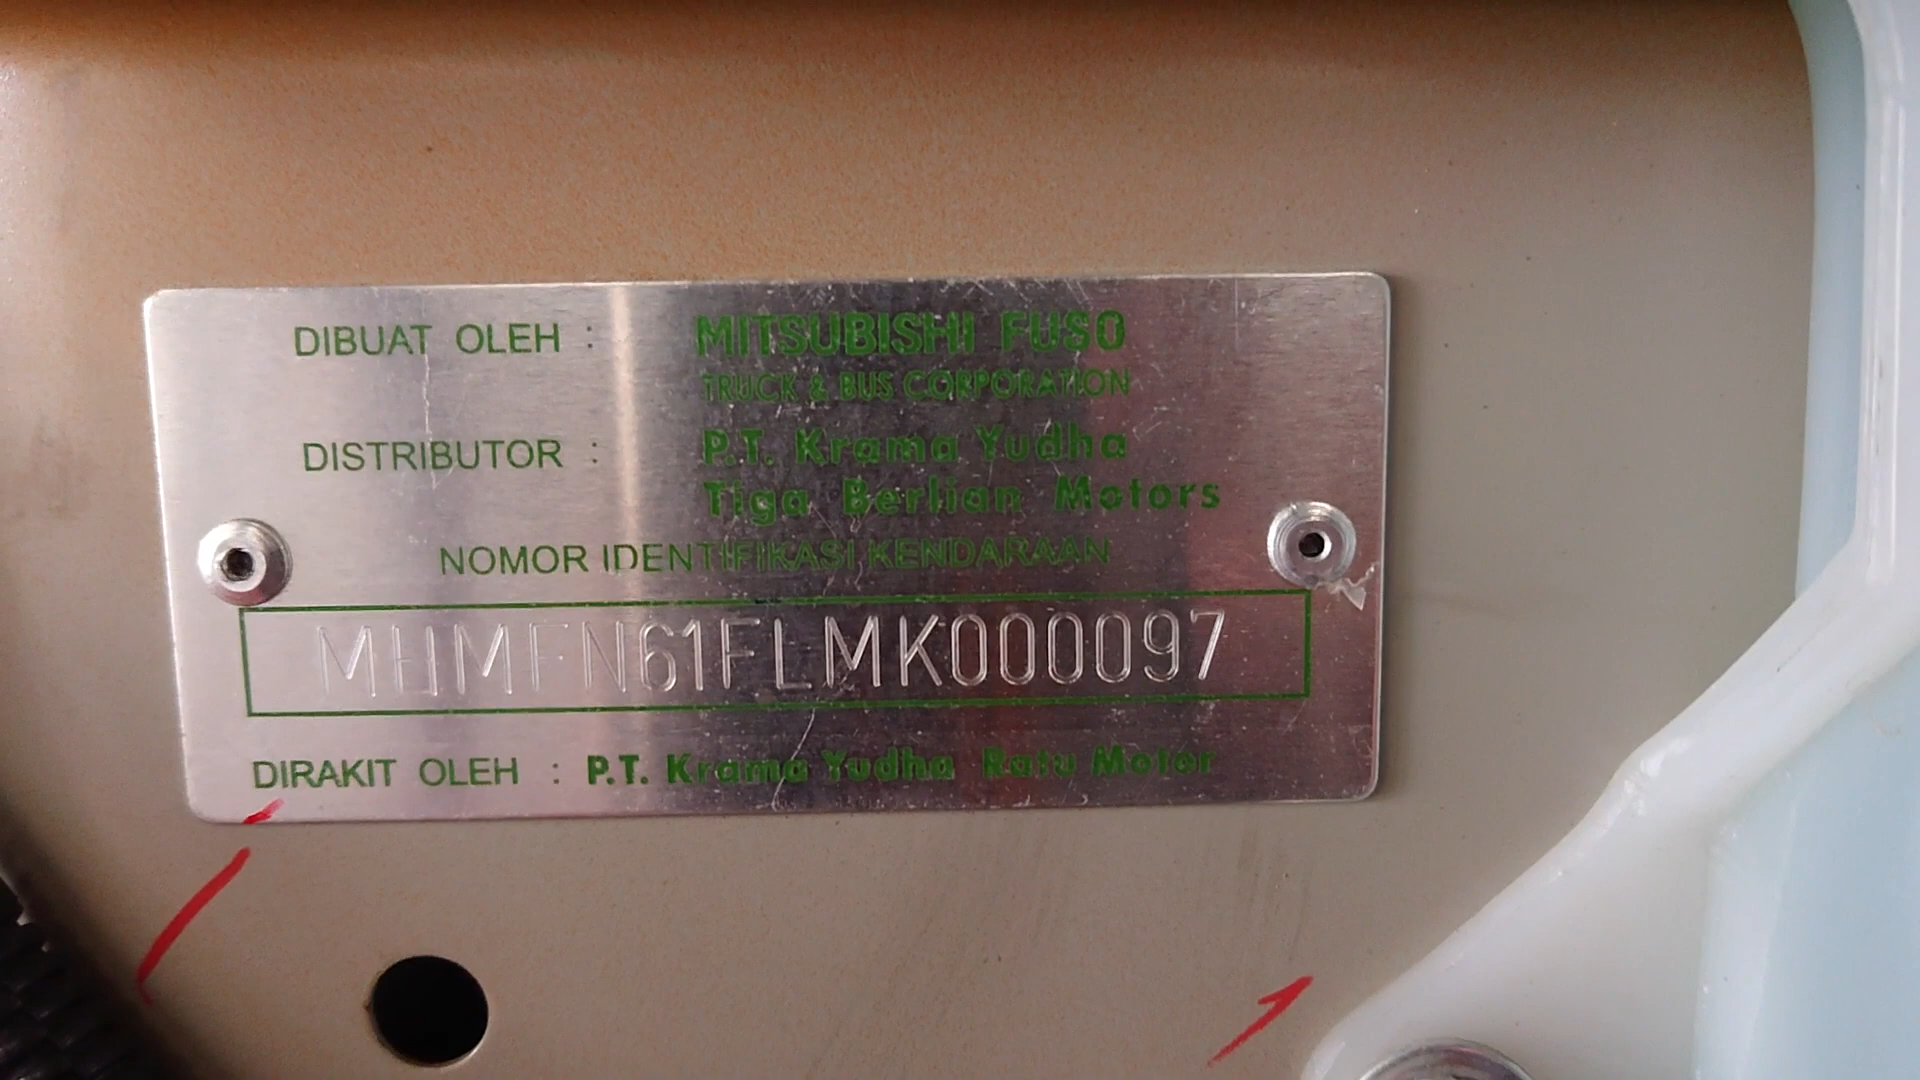 DIBUAT OLEH : MITSUBISHI FUSO
TRUCK & BUS CORPORATION
DISTRIBUTOR : P.T. Krama Yudha
Tiga Berlian Motors
NOMOR IDENTIFIKASI KENDARAAN
MHMFN61FLMK000097
DIRAKIT OLEH : P.T. Krama Yudha Ratu Motor